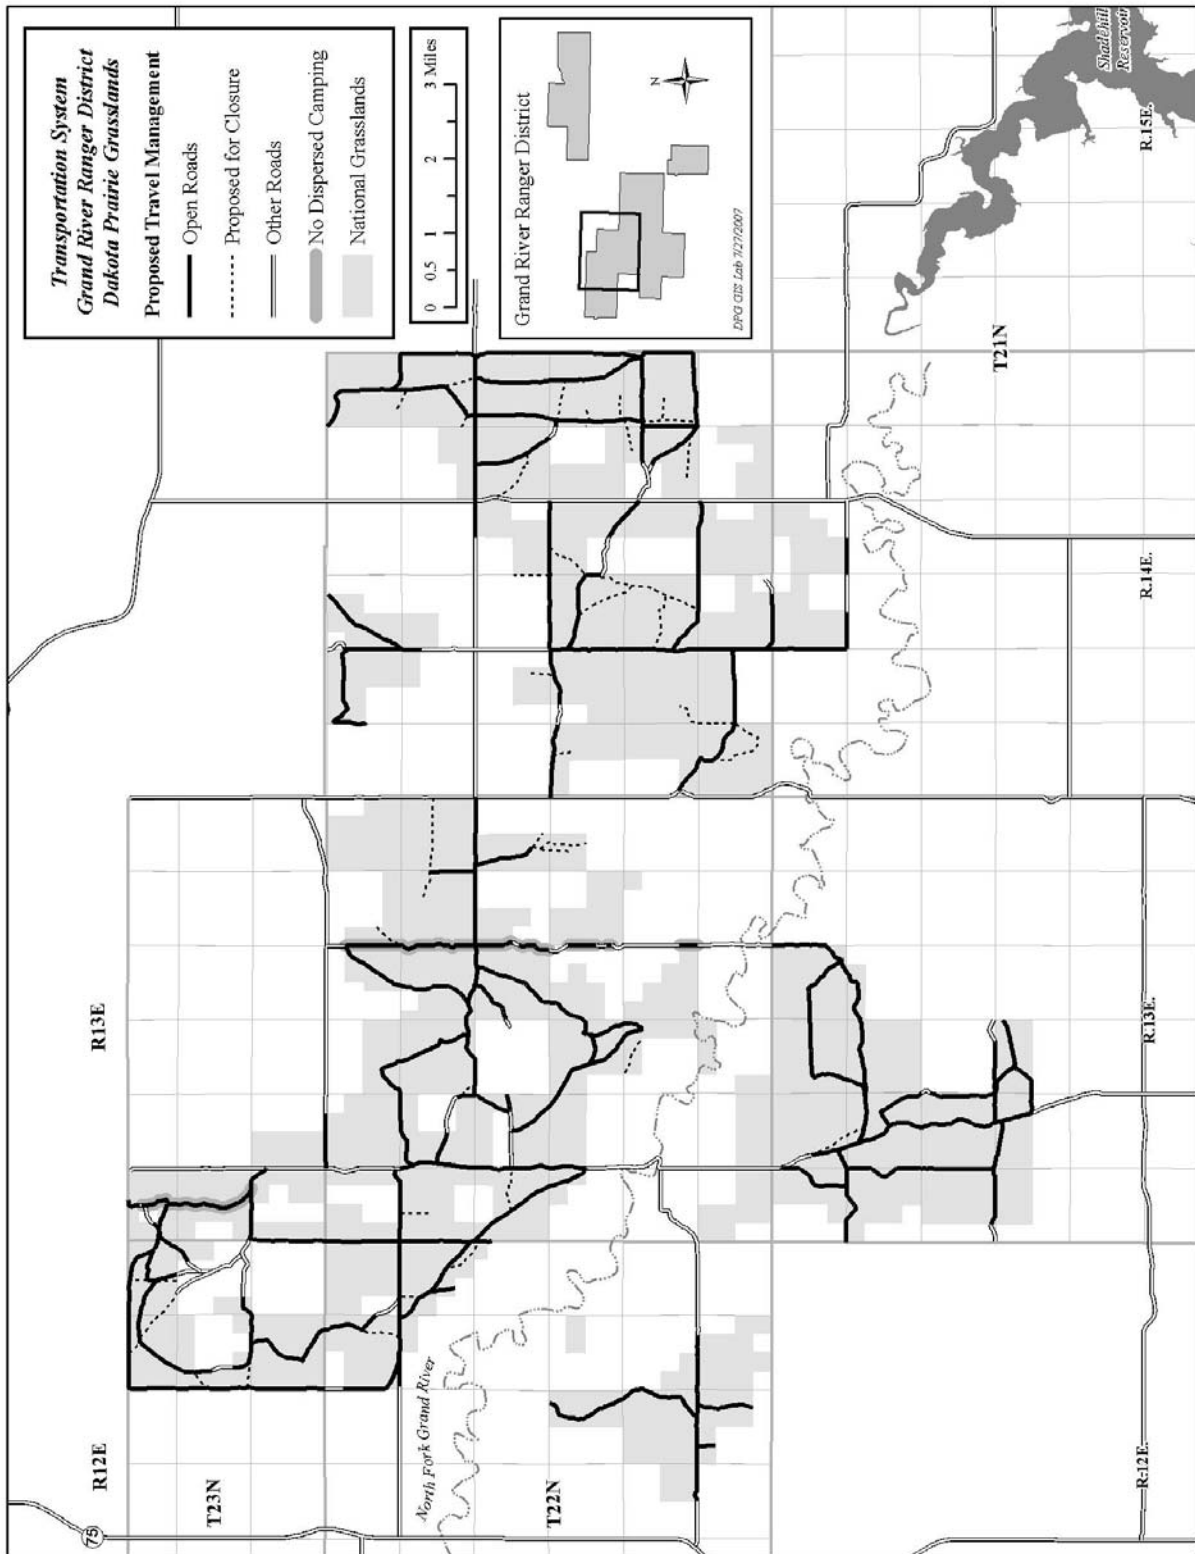 Transportation System
Grand River Ranger District
Dakota Prairie Grasslands
Proposed Travel Management
Open Roads
Proposed for Closure
Other Roads
No Dispersed Camping
National Grasslands
0 0.5 1 2 3 Miles
Grand River Ranger District
N
DPG GIS Lab 7/27/2007
75
R12E
R13E
T23N
North Fork Grand River
T22N
T21N
Shadehill
Reservoir
R.12E.
R.13E.
R.14E.
R.15E.